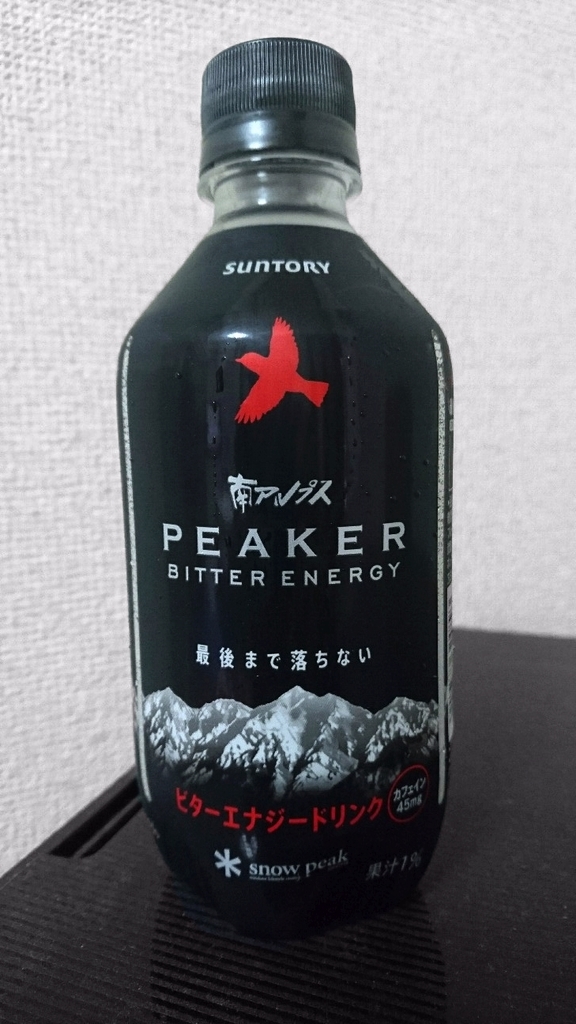 SUNTORY
南アルプス
PEAKER
BITTER ENERGY
最後まで落ちない
ビターエナジードリンク
カフェイン
45mg
snow peak
果汁1%